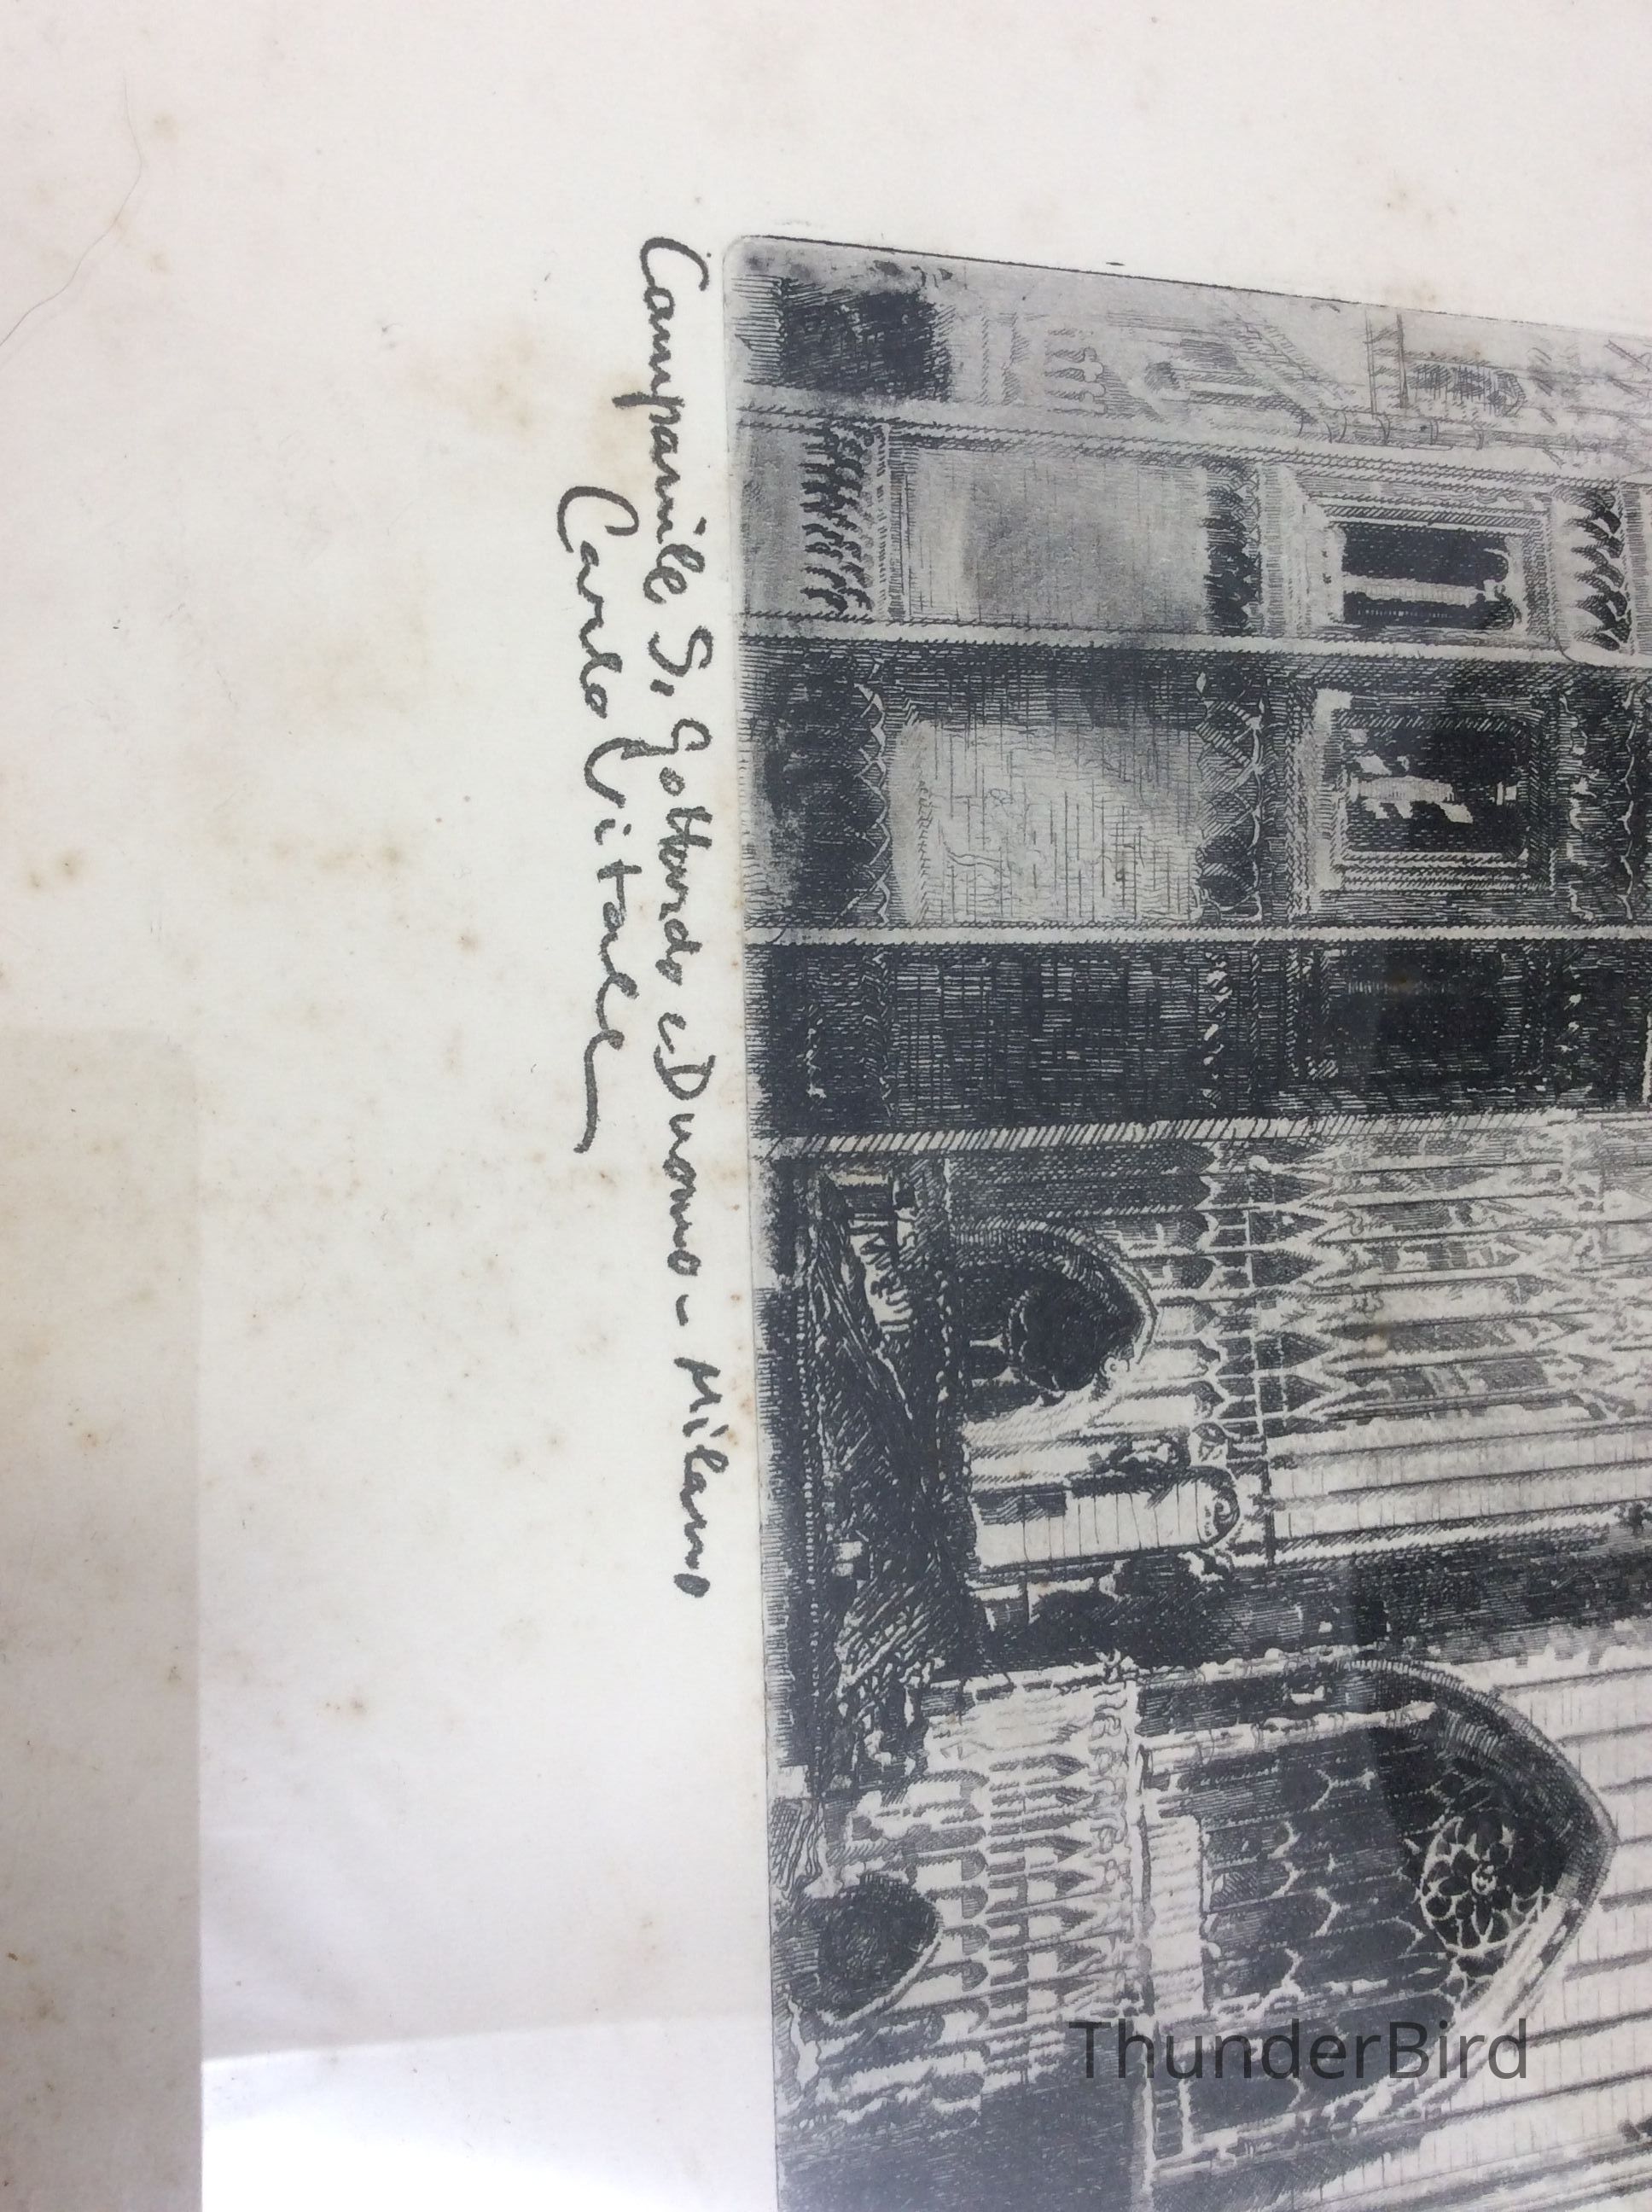 Campanile S. Gottardo e Duomo - Milano
Carlo Vitale
ThunderBird